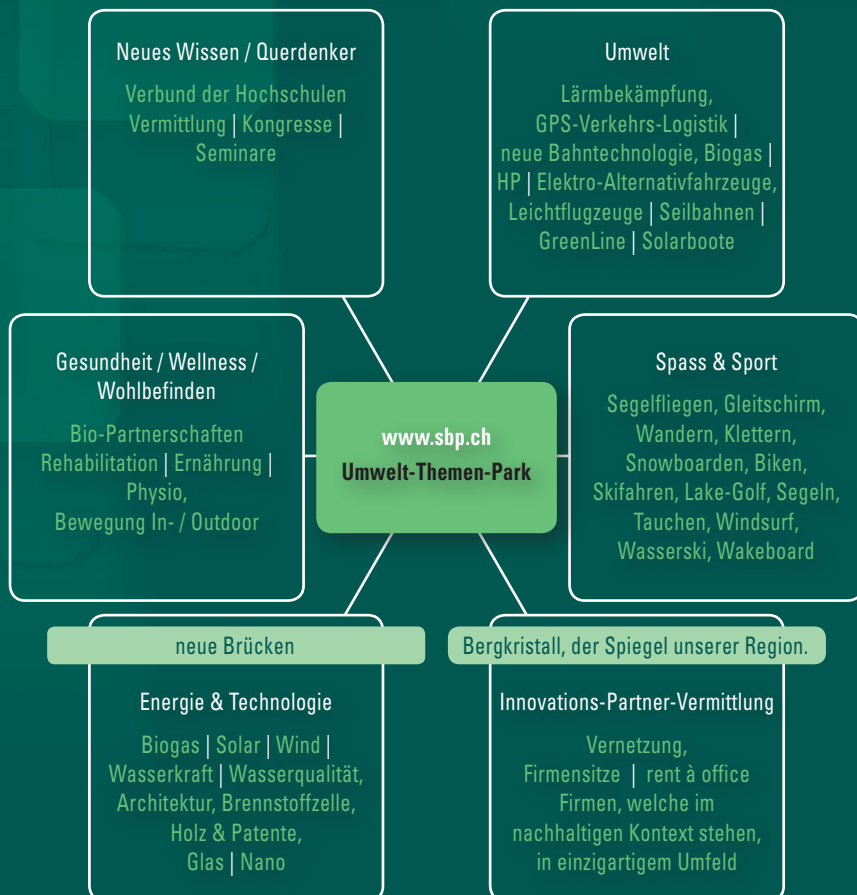 Neues Wissen / Querdenker
Verbund der Hochschulen
Vermittlung | Kongresse |
Seminare
Umwelt
Lärmbekämpfung,
GPS-Verkehrs-Logistik |
neue Bahntechnologie, Biogas |
HP | Elektro-Alternativfahrzeuge,
Leichtflugzeuge | Seilbahnen |
GreenLine | Solarboote
Gesundheit / Wellness /
Wohlbefinden
Bio-Partnerschaften
Rehabilitation | Ernährung |
Physio,
Bewegung In- / Outdoor
www.sbp.ch
Umwelt-Themen-Park
Spass & Sport
Segelfliegen, Gleitschirm,
Wandern, Klettern,
Snowboarden, Biken,
Skifahren, Lake-Golf, Segeln,
Tauchen, Windsurf,
Wasserski, Wakeboard
neue Brücken
Energie & Technologie
Biogas | Solar | Wind |
Wasserkraft | Wasserqualität,
Architektur, Brennstoffzelle,
Holz & Patente,
Glas | Nano
Bergkristall, der Spiegel unserer Region.
Innovations-Partner-Vermittlung
Vernetzung,
Firmensitze | rent à office
Firmen, welche im
nachhaltigen Kontext stehen,
in einzigartigem Umfeld